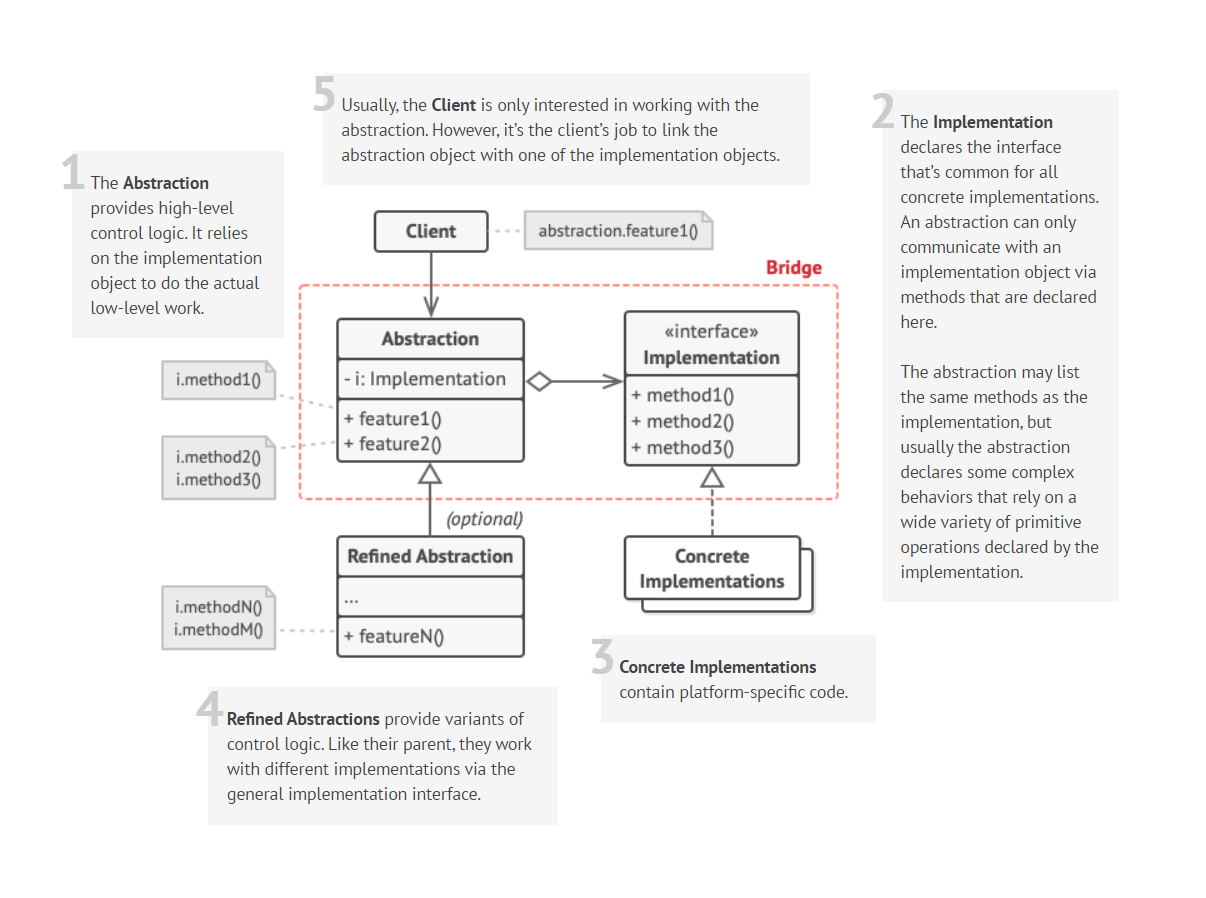 5
Usually, the Client is only interested in working with the
abstraction. However, it’s the client’s job to link the
abstraction object with one of the implementation objects.
2
The Implementation
declares the interface
that’s common for all
concrete implementations.
An abstraction can only
communicate with an
implementation object via
methods that are declared
here.
The abstraction may list
the same methods as the
implementation, but
usually the abstraction
declares some complex
behaviors that rely on a
wide variety of primitive
operations declared by the
implementation.
1
The Abstraction
provides high-level
control logic. It relies
on the implementation
object to do the actual
low-level work.
Client
abstraction.feature1()
Bridge
Abstraction
- i: Implementation
+ feature1()
+ feature2()
«interface»
Implementation
+ method1()
+ method2()
+ method3()
i.method1()
i.method2()
i.method3()
(optional)
Refined Abstraction
...
+ featureN()
Concrete
Implementations
i.methodN()
i.methodM()
3
Concrete Implementations
contain platform-specific code.
4
Refined Abstractions provide variants of
control logic. Like their parent, they work
with different implementations via the
general implementation interface.